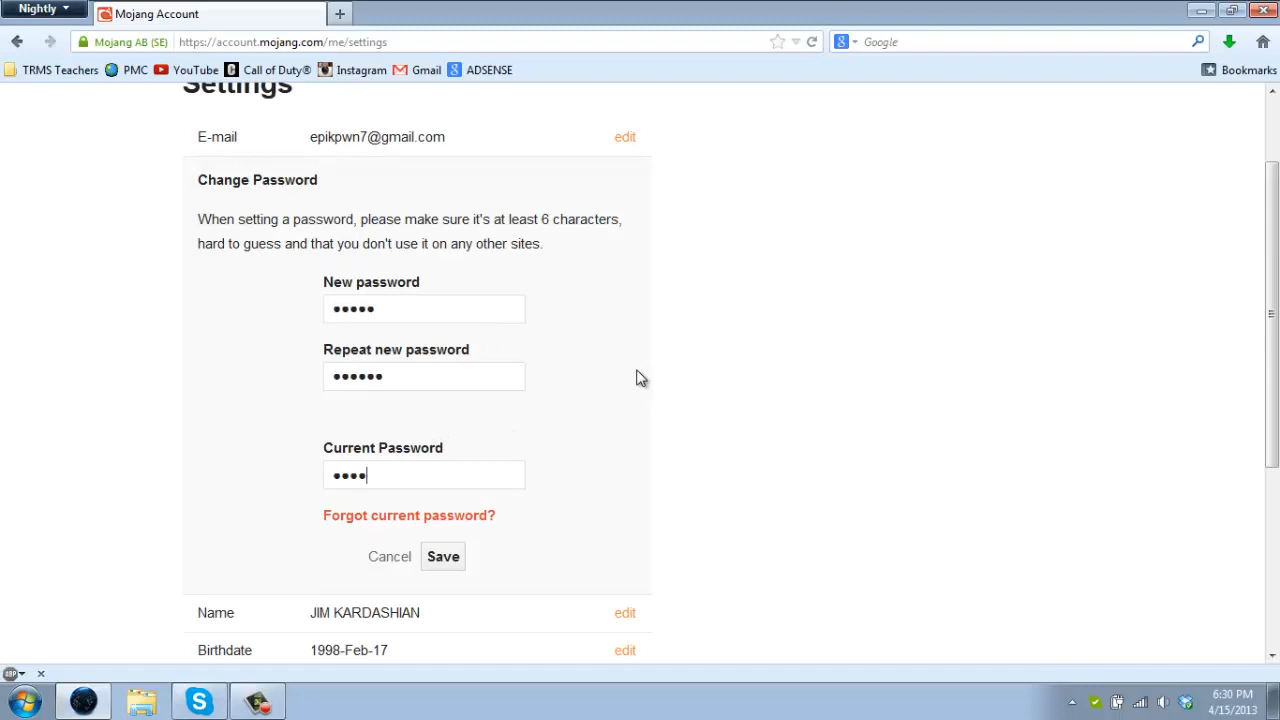 Nightly
Mojang Account
Mojang AB (SE)
https://account.mojang.com/me/settings
Google
TRMS Teachers
PMC
YouTube
Call of Duty®
Instagram
Gmail
ADSENSE
Bookmarks
Settings
E-mail
epikpwn7@gmail.com
edit
Change Password
When setting a password, please make sure it's at least 6 characters,
hard to guess and that you don't use it on any other sites.
New password
Repeat new password
Current Password
Forgot current password?
Cancel
Save
Name
JIM KARDASHIAN
edit
Birthdate
1998-Feb-17
edit
ABP
6:30 PM
4/15/2013